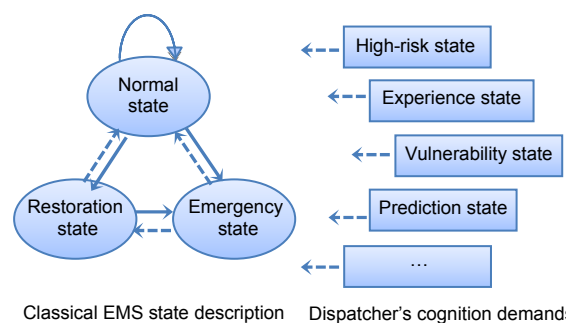 Normal
state
Restoration
state
Emergency
state
High-risk state
Experience state
Vulnerability state
Prediction state
…
Classical EMS state description
Dispatcher's cognition demands